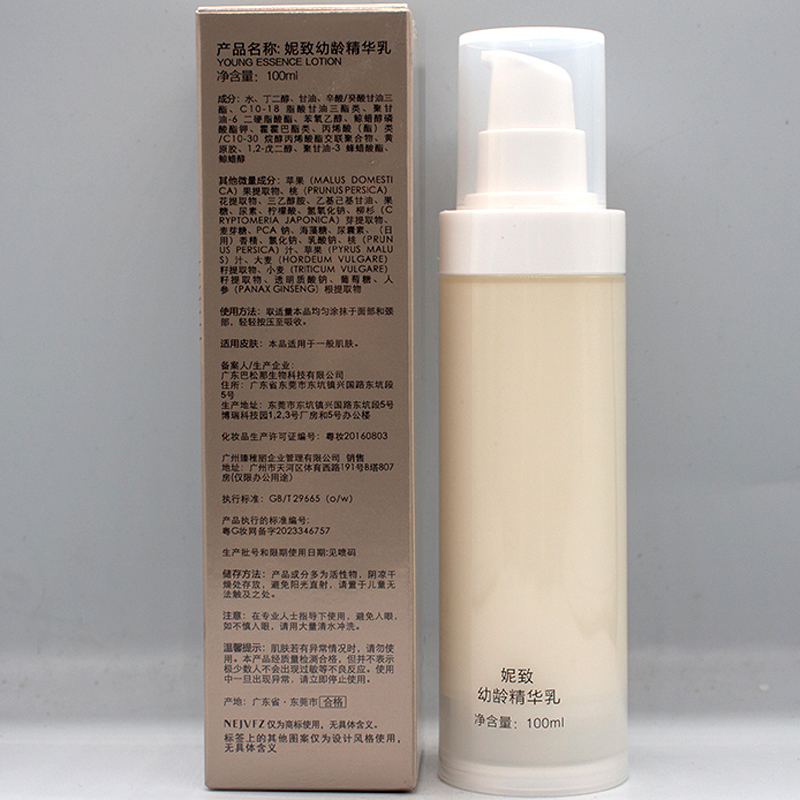 产品名称: 妮致幼龄精华乳
YOUNG ESSENCE LOTION
净含量: 100ml
成分: 水、丁二醇、甘油、辛酸/癸酸甘油三
酯、C10-18 脂酸甘油三酯类、聚甘
油-6 二硬脂酸酯、苯氧乙醇、鲸蜡醇磷
酸酯钾、霍霍巴酯类、丙烯酸（酯）类
/C10-30 烷醇丙烯酸酯交联聚合物、黄
原胶、1,2-戊二醇、聚甘油-3 蜂蜡酸酯、
鲸蜡醇
其他微量成分: 苹果（MALUS DOMESTI
CA）果提取物、桃（PRUNUS PERSICA）
花提取物、三乙醇胺、乙基己基甘油、果
糖、尿素、柠檬酸、氢氧化钠、柳杉（C
RYPTOMERIA JAPONICA）芽提取物、
麦芽糖、PCA 钠、海藻糖、尿囊素、（日
用）香精、氯化钠、乳酸钠、桃（PRUN
US PERSICA）汁、苹果（PYRUS MALU
S）汁、大麦（HORDEUM VULGARE）
籽提取物、小麦（TRITICUM VULGARE）
籽提取物、透明质酸钠、葡萄糖、人
参（PANAX GINSENG）根提取物
使用方法: 取适量本品均匀涂抹于面部和颈
部，轻轻按压至吸收。
适用皮肤: 本品适用于一般肌肤。
备案人/生产企业:
广东巴松那生物科技有限公司
住所: 广东省东莞市东坑镇兴国路东坑段
5号
生产地址: 东莞市东坑镇兴国路东坑段5号
博瑞科技园1,2,3号厂房和5号办公楼
化妆品生产许可证编号: 粤妆20160803
广州臻稚丽企业管理有限公司 销售
地址: 广州市天河区体育西路191号B塔807
房(仅限办公用途)
执行标准: GB/T 29665（o/w）
产品执行的标准编号:
粤G妆网备字2023346757
生产批号和限期使用日期:见喷码
储存方法: 产品成分多为活性物，阴凉干
燥处存放，避免阳光直射，请置于儿童无
法触及之处。
注意: 在专业人士指导下使用，避免入眼，
如不慎入眼，请用大量清水冲洗。
温馨提示: 肌肤若有异常情况时，请勿使
用。本产品经质量检测合格，但并不表示
极少数人不会出现过敏等不良反应。使用
中一旦出现异常，请立即停止使用。
产地: 广东省·东莞市 合格
NEJVFZ 仅为商标使用，无具体含义。
标签上的其他图案仅为设计风格使用，
无具体含义
妮致
幼龄精华乳
净含量: 100ml